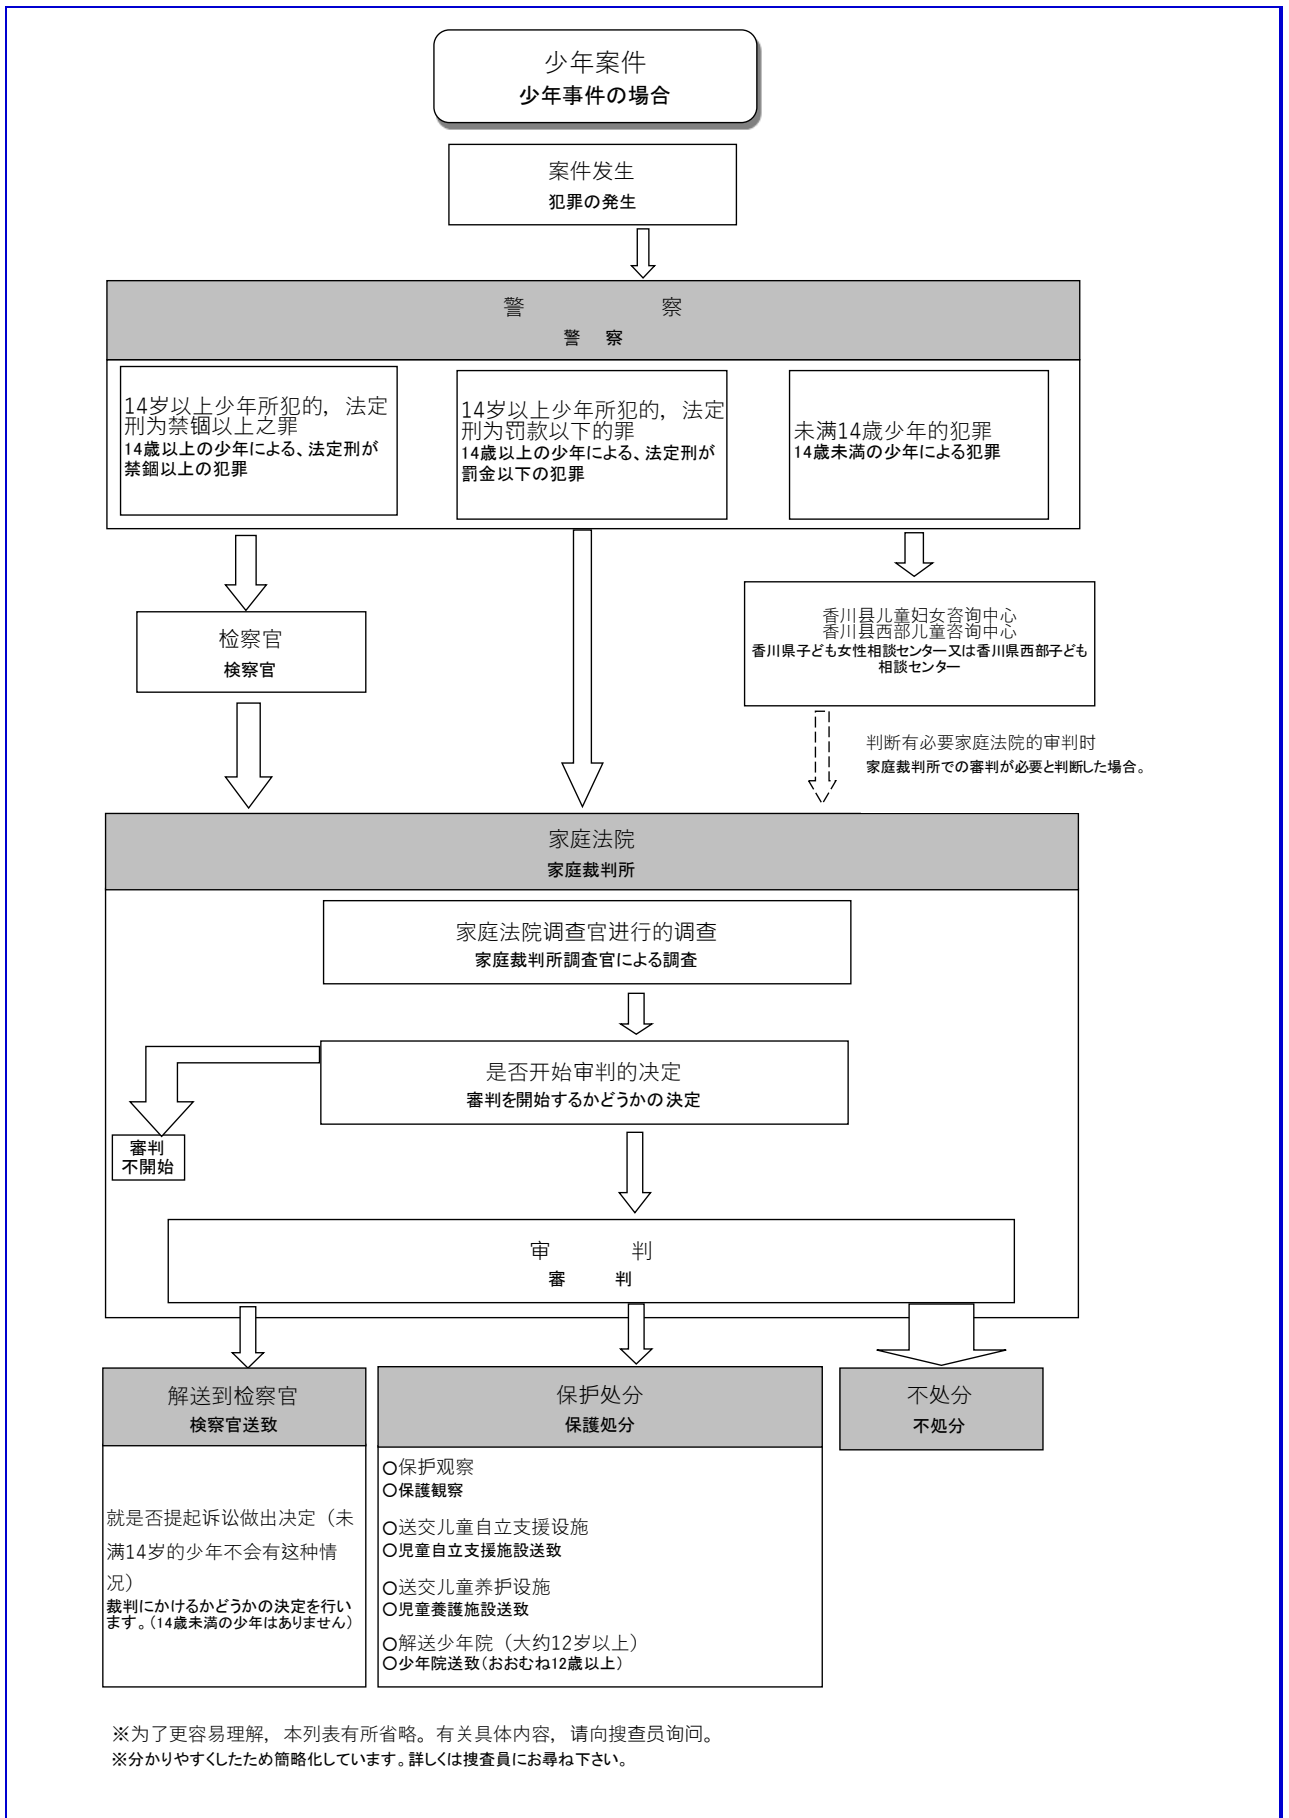 少年案件
少年事件の場合
案件发生
犯罪の発生
警 察
警 察
14岁以上少年所犯的，法定
刑为禁锢以上之罪
14歳以上の少年による、法定刑が
禁錮以上の犯罪
14岁以上少年所犯的，法定
刑为罚款以下的罪
14歳以上の少年による、法定刑が
罰金以下の犯罪
未满14歳少年的犯罪
14歳未満の少年による犯罪
检察官
検察官
香川县儿童妇女咨询中心
香川县西部儿童咨询中心
香川県子ども女性相談センター又は香川県西部子ども
相談センター
判断有必要家庭法院的审判时
家庭裁判所での審判が必要と判断した場合。
家庭法院
家庭裁判所
家庭法院调查官进行的调查
家庭裁判所調査官による調査
是否开始审判的决定
審判を開始するかどうかの決定
審判
不開始
审 判
審 判
解送到检察官
検察官送致
就是否提起诉讼做出决定（未
满14岁的少年不会有这种情
况）
裁判にかけるかどうかの決定を行い
ます。（14歳未満の少年はありません）
保护处分
保護処分
○保护观察
○保護観察
○送交儿童自立支援设施
○児童自立支援施設送致
○送交儿童养护设施
○児童養護施設送致
○解送少年院（大约12岁以上）
○少年院送致（おおむね12歳以上）
不处分
不処分
※为了更容易理解，本列表有所省略。有关具体内容，请向搜查员询问。
※分かりやすくしたため簡略化しています。詳しくは捜査員にお尋ね下さい。